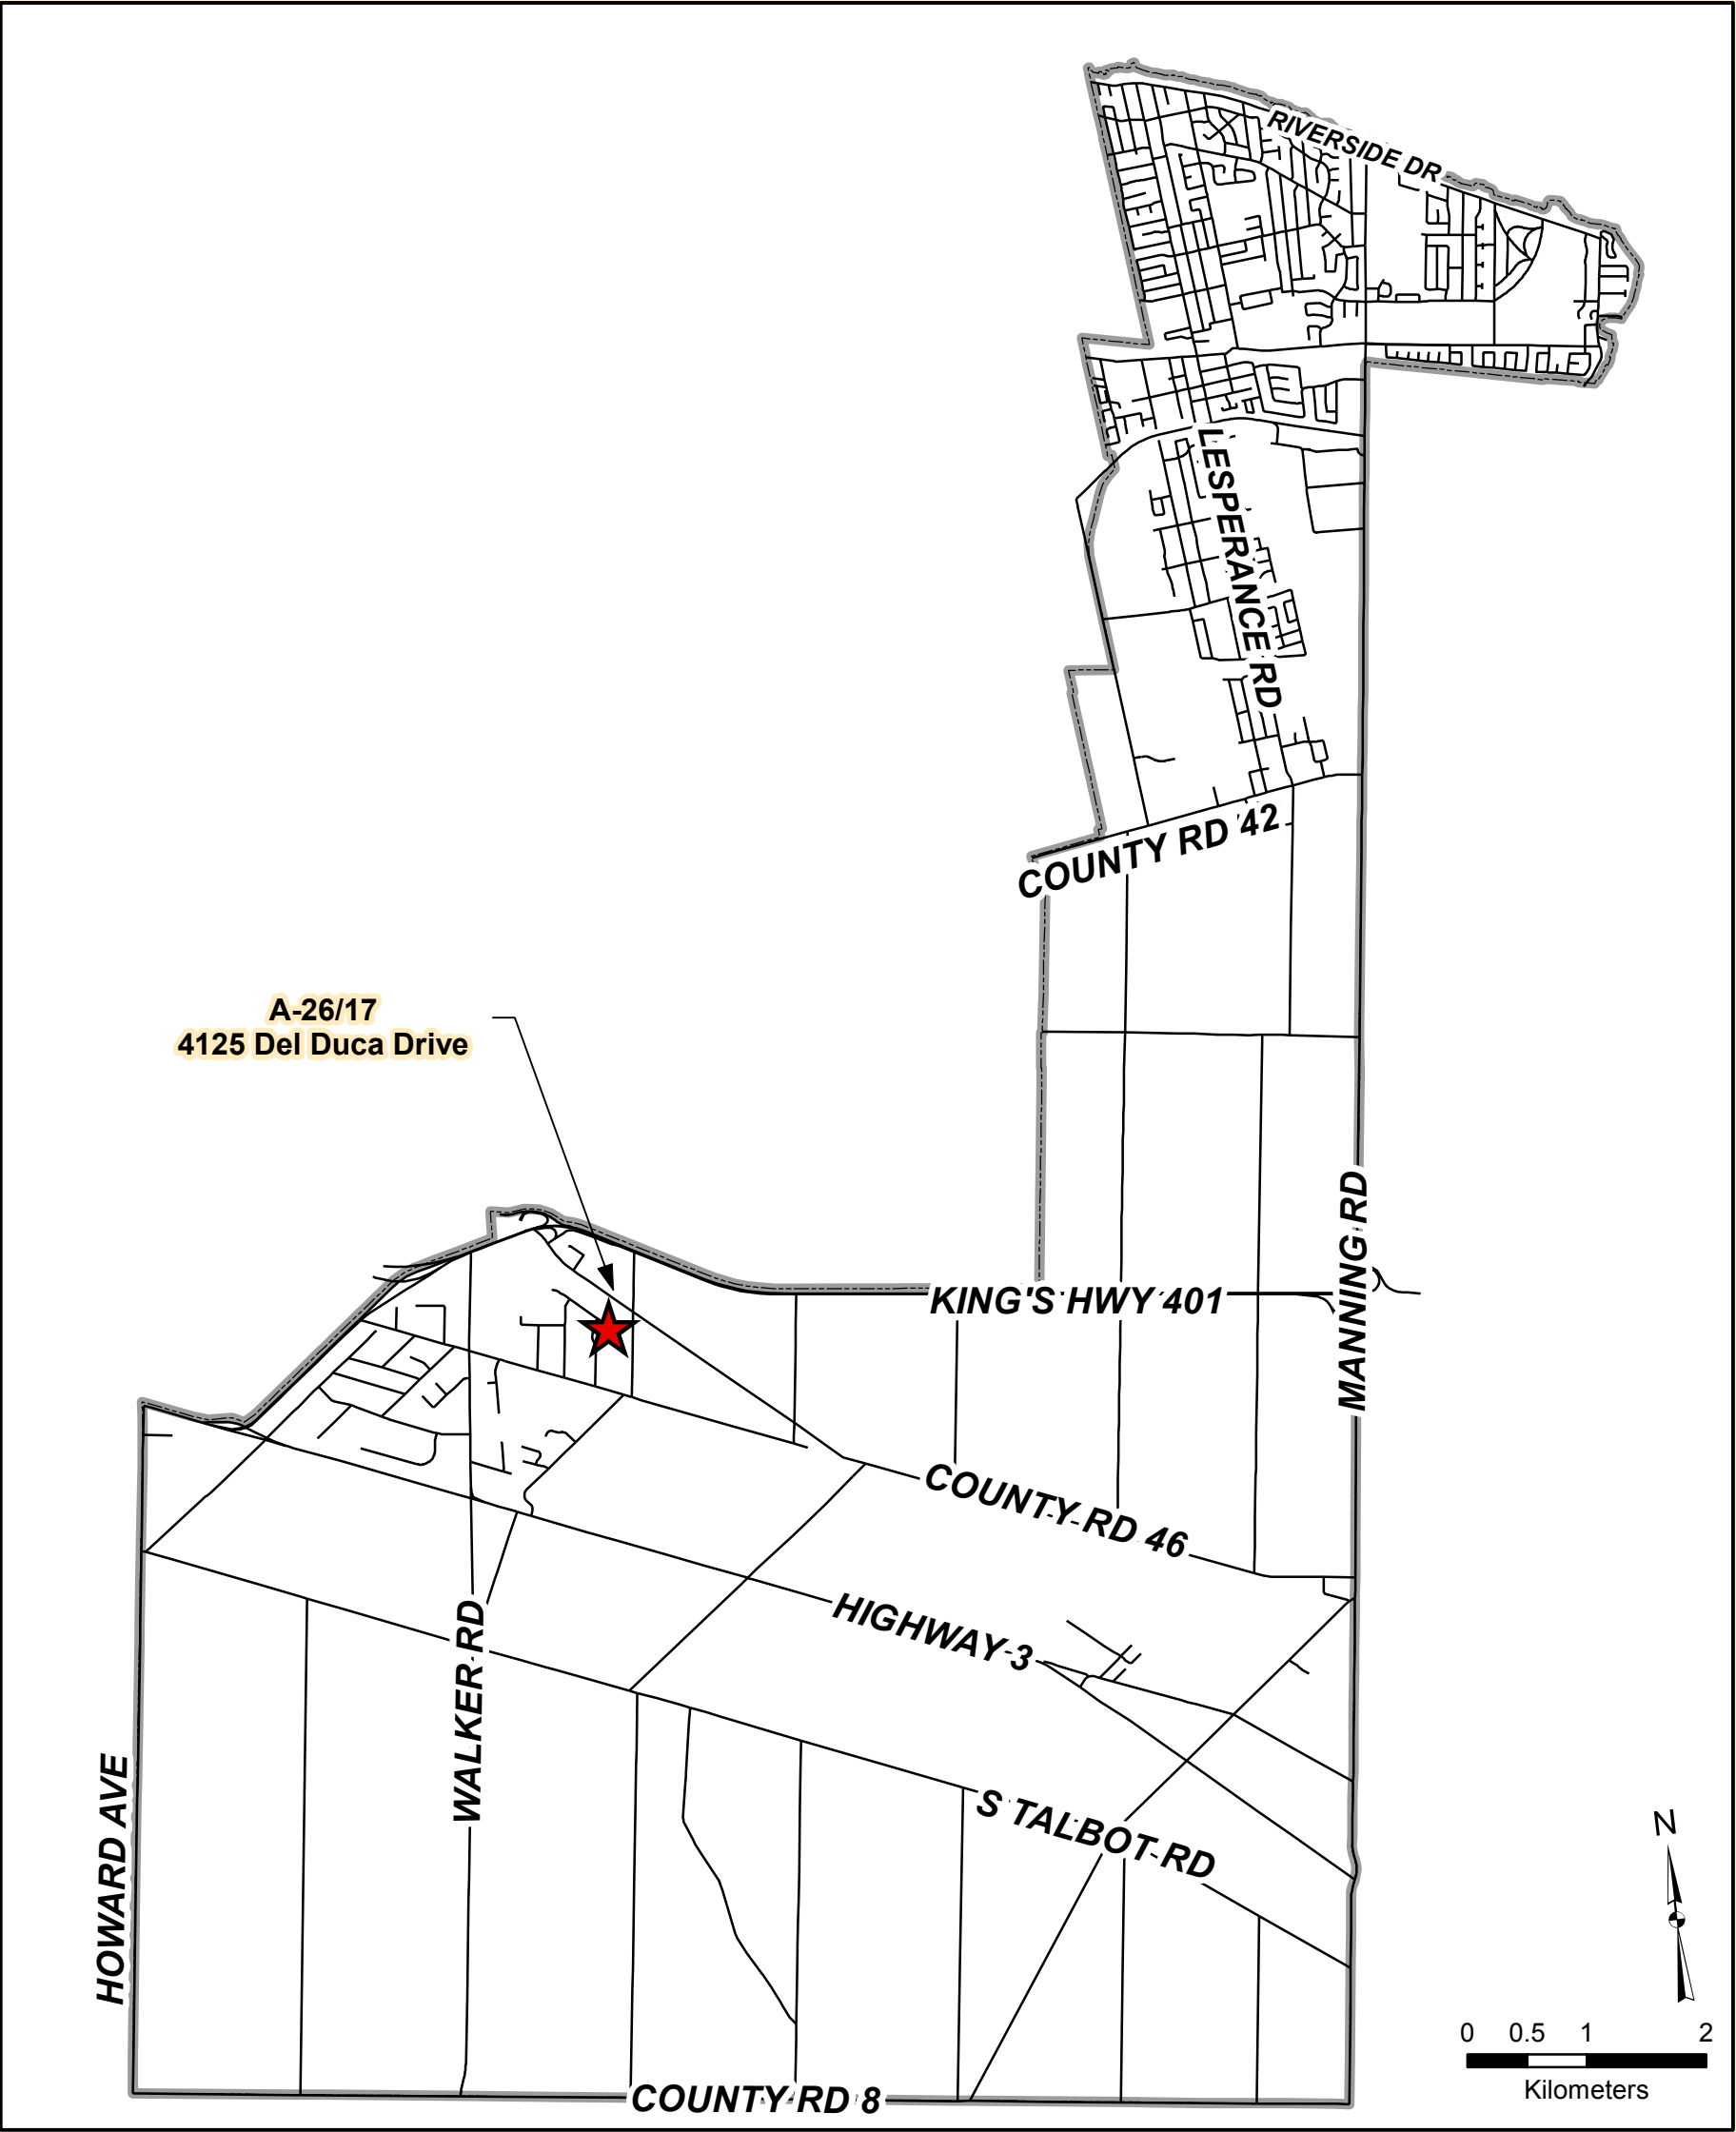 RIVERSIDE DR
LESPERANCE RD
COUNTY RD 42
A-26/17
4125 Del Duca Drive
MANNING RD
KING'S HWY 401
COUNTY RD 46
HIGHWAY 3
WALKER RD
S TALBOT RD
HOWARD AVE
N
0 0.5 1 2
Kilometers
COUNTY RD 8